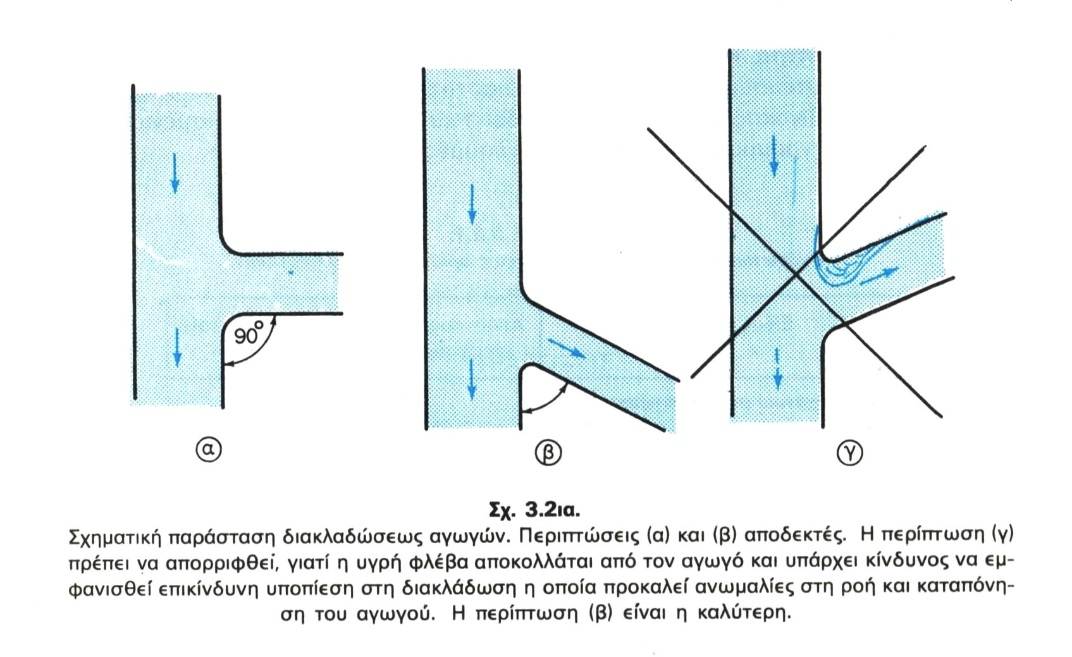 90°
α
β
γ
Σχ. 3.2ια.
Σχηματική παράσταση διακλαδώσεως αγωγών. Περιπτώσεις (α) και (β) αποδεκτές. Η περίπτωση (γ)
πρέπει να απορριφθεί, γιατί η υγρή φλέβα αποκολλάται από τον αγωγό και υπάρχει κίνδυνος να εμ-
φανισθεί επικίνδυνη υποπίεση στη διακλάδωση η οποία προκαλεί ανωμαλίες στη ροή και καταπόνη-
ση του αγωγού. Η περίπτωση (β) είναι η καλύτερη.